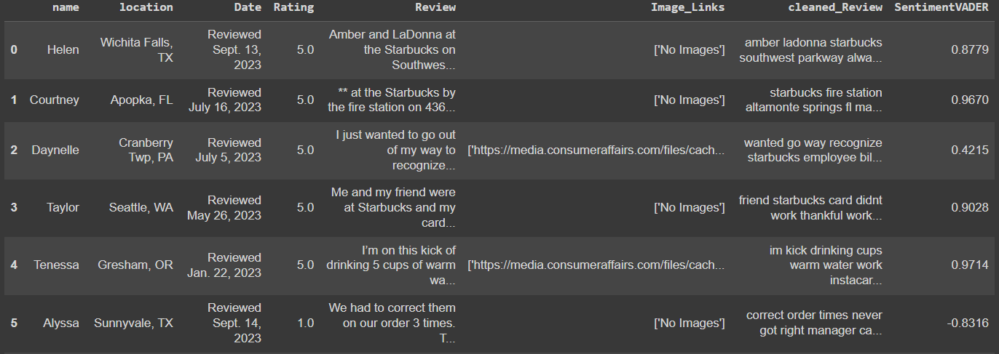 name location Date Rating Review Image_Links cleaned_Review SentimentVADER
0 Helen Wichita Falls, TX Reviewed Sept. 13, 2023 5.0 Amber and LaDonna at the Starbucks on Southwes... ['No Images'] amber ladonna starbucks southwest parkway alwa... 0.8779
1 Courtney Apopka, FL Reviewed July 16, 2023 5.0 ** at the Starbucks by the fire station on 436... ['No Images'] starbucks fire station altamonte springs fl ma... 0.9670
2 Daynelle Cranberry Twp, PA Reviewed July 5, 2023 5.0 I just wanted to go out of my way to recognize... ['https://media.consumeraffairs.com/files/cach... wanted go way recognize starbucks employee bil... 0.4215
3 Taylor Seattle, WA Reviewed May 26, 2023 5.0 Me and my friend were at Starbucks and my card... ['No Images'] friend starbucks card didnt work thankful work... 0.9028
4 Tenessa Gresham, OR Reviewed Jan. 22, 2023 5.0 I’m on this kick of drinking 5 cups of warm wa... ['https://media.consumeraffairs.com/files/cach... im kick drinking cups warm water work instacar... 0.9714
5 Alyssa Sunnyvale, TX Reviewed Sept. 14, 2023 1.0 We had to correct them on our order 3 times. T... ['No Images'] correct order times never got right manager ca... -0.8316